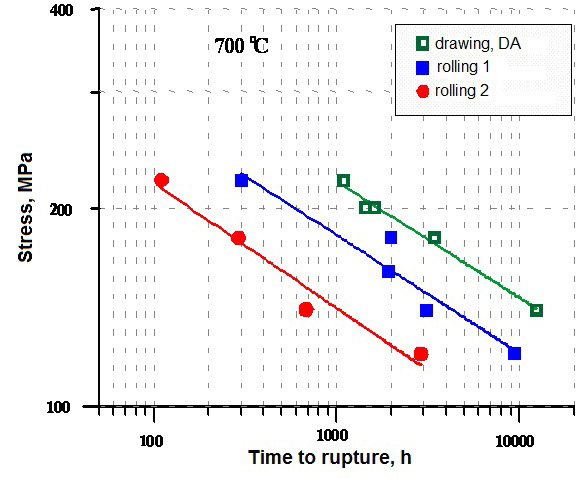 400
700 °C
drawing, DA
rolling 1
rolling 2
Stress, MPa
200
100
100
1000
10000
Time to rupture, h